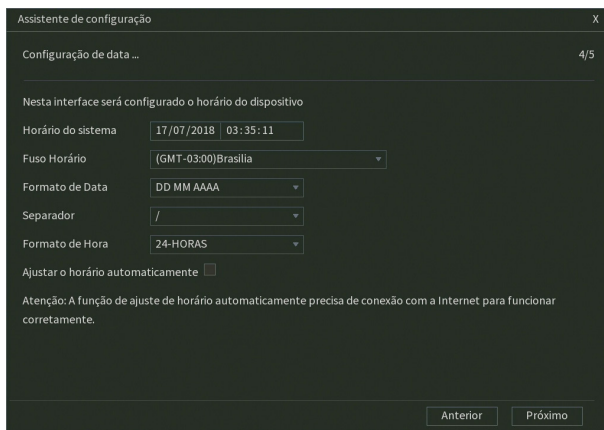 Assistente de configuração X
Configuração de data ... 4/5
Nesta interface será configurado o horário do dispositivo
Horário do sistema 17/07/2018 03:35:11
Fuso Horário (GMT-03:00)Brasilia
Formato de Data DD MM AAAA
Separador /
Formato de Hora 24-HORAS
Ajustar o horário automaticamente
Atenção: A função de ajuste de horário automaticamente precisa de conexão com a Internet para funcionar
corretamente.
Anterior Próximo